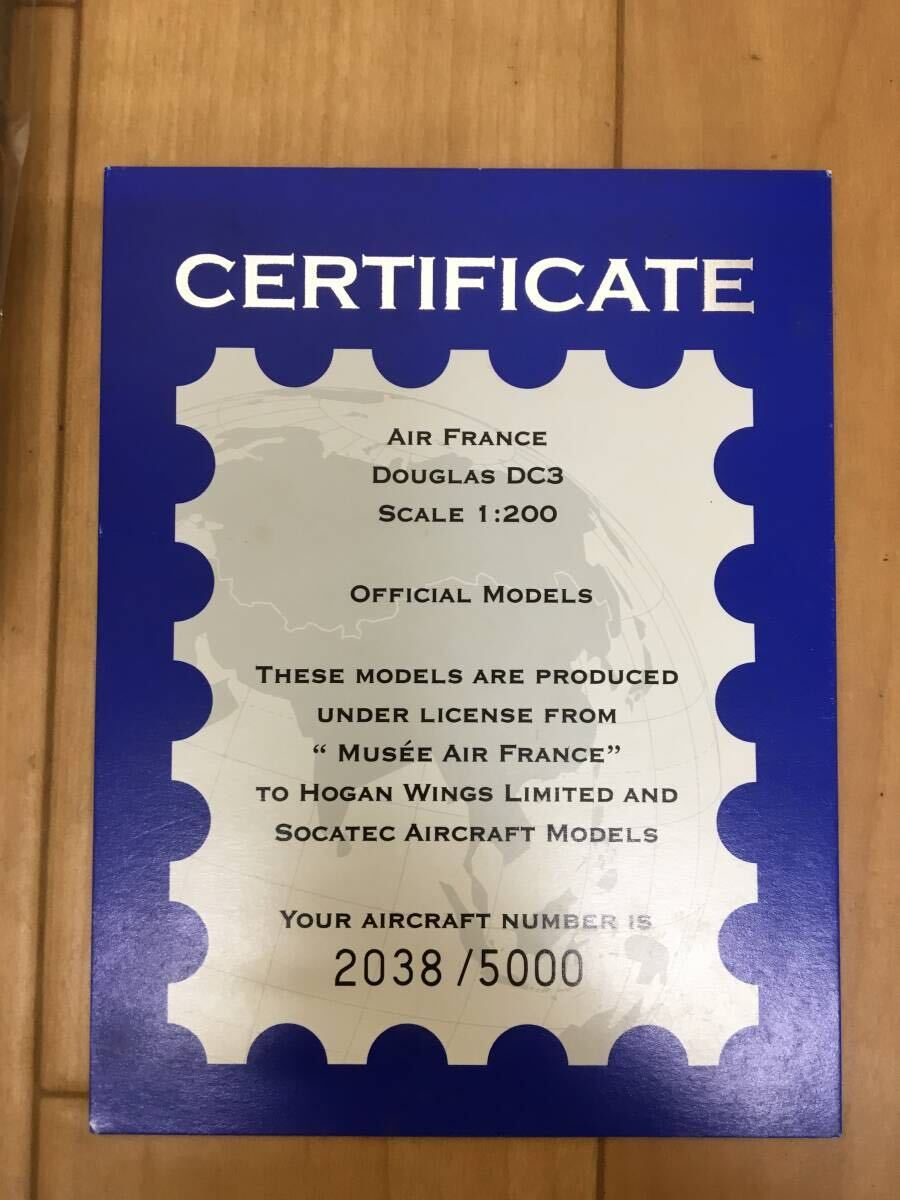 CERTIFICATE
AIR FRANCE
DOUGLAS DC3
SCALE 1:200
OFFICIAL MODELS
THESE MODELS ARE PRODUCED
UNDER LICENSE FROM
“ MUSÉE AIR FRANCE”
TO HOGAN WINGS LIMITED AND
SOCATEC AIRCRAFT MODELS
YOUR AIRCRAFT NUMBER IS
2038 /5000